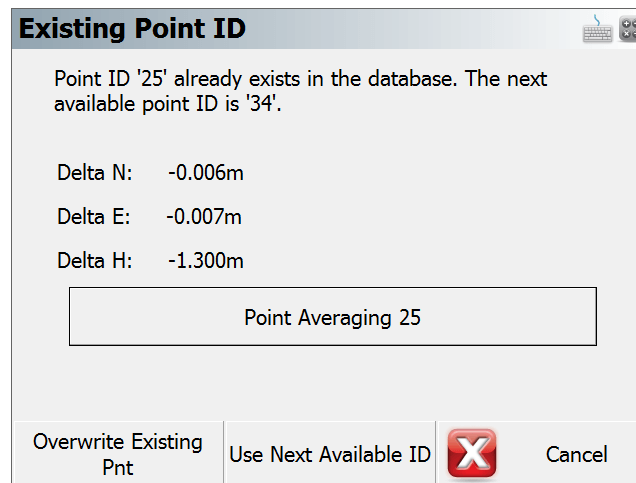 Existing Point ID
Point ID '25' already exists in the database. The next
available point ID is '34'.
Delta N: -0.006m
Delta E: -0.007m
Delta H: -1.300m
Point Averaging 25
Overwrite Existing
Pnt
Use Next Available ID
Cancel